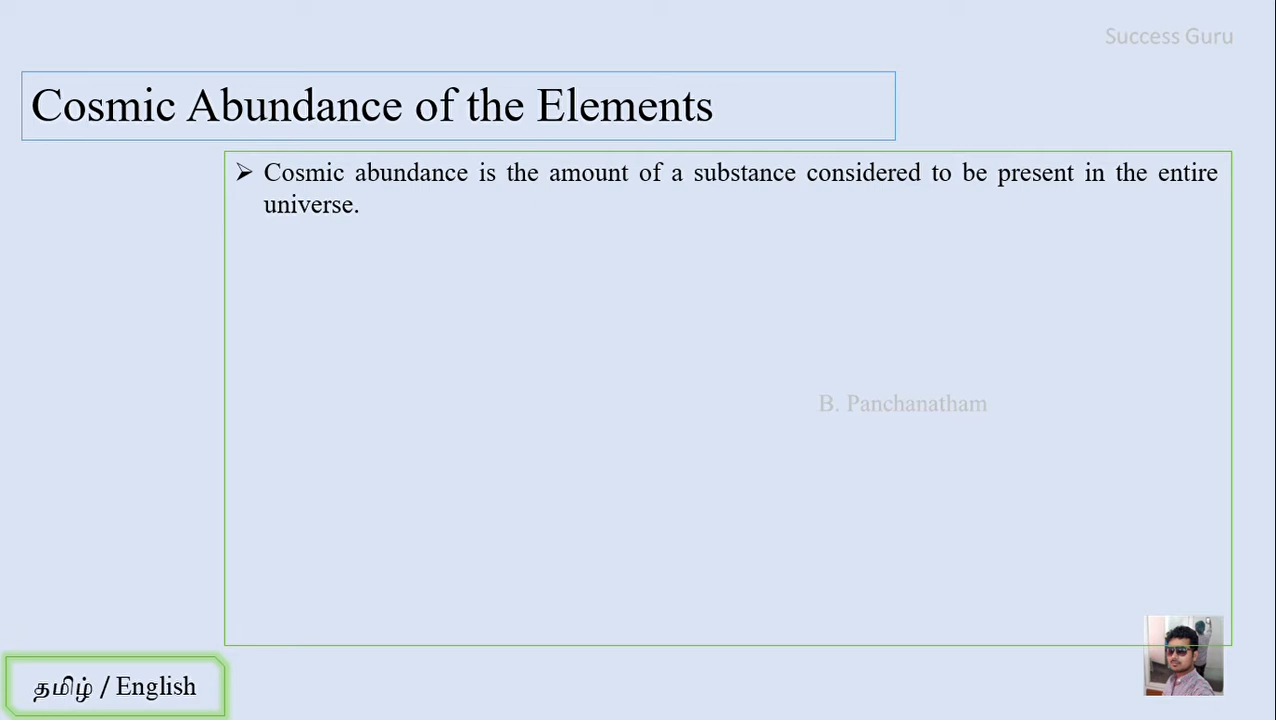 Success Guru
Cosmic Abundance of the Elements
➢ Cosmic abundance is the amount of a substance considered to be present in the entire
universe.
B. Panchanatham
தமிழ் / English